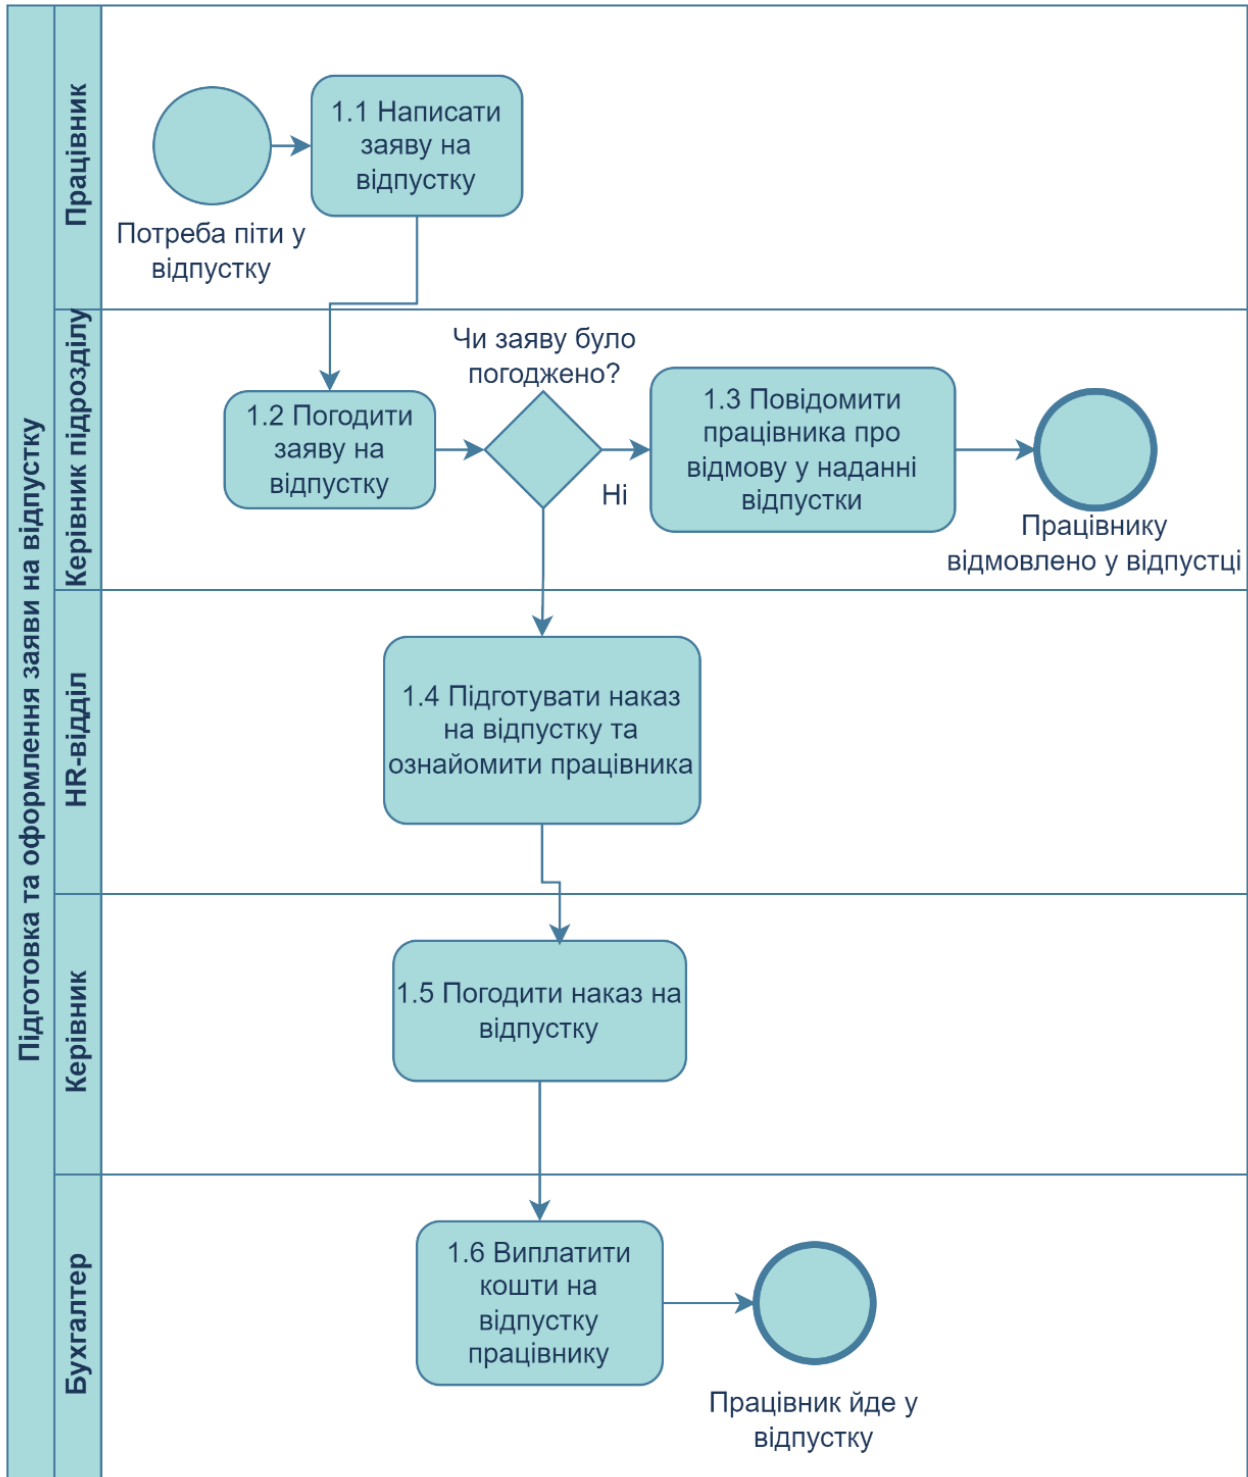 Підготовка та оформлення заяви на відпустку
Працівник
1.1 Написати
заяву на
відпустку
Потреба піти у
відпустку
Керівник підрозділу
Чи заяву було
погоджено?
1.2 Погодити
заяву на
відпустку
Ні
1.3 Повідомити
працівника про
відмову у наданні
відпустки
Працівнику
відмовлено у відпустці
HR-відділ
1.4 Підготувати наказ
на відпустку та
ознайомити працівника
Керівник
1.5 Погодити наказ на
відпустку
Бухгалтер
1.6 Виплатити
кошти на
відпустку
працівнику
Працівник йде у
відпустку